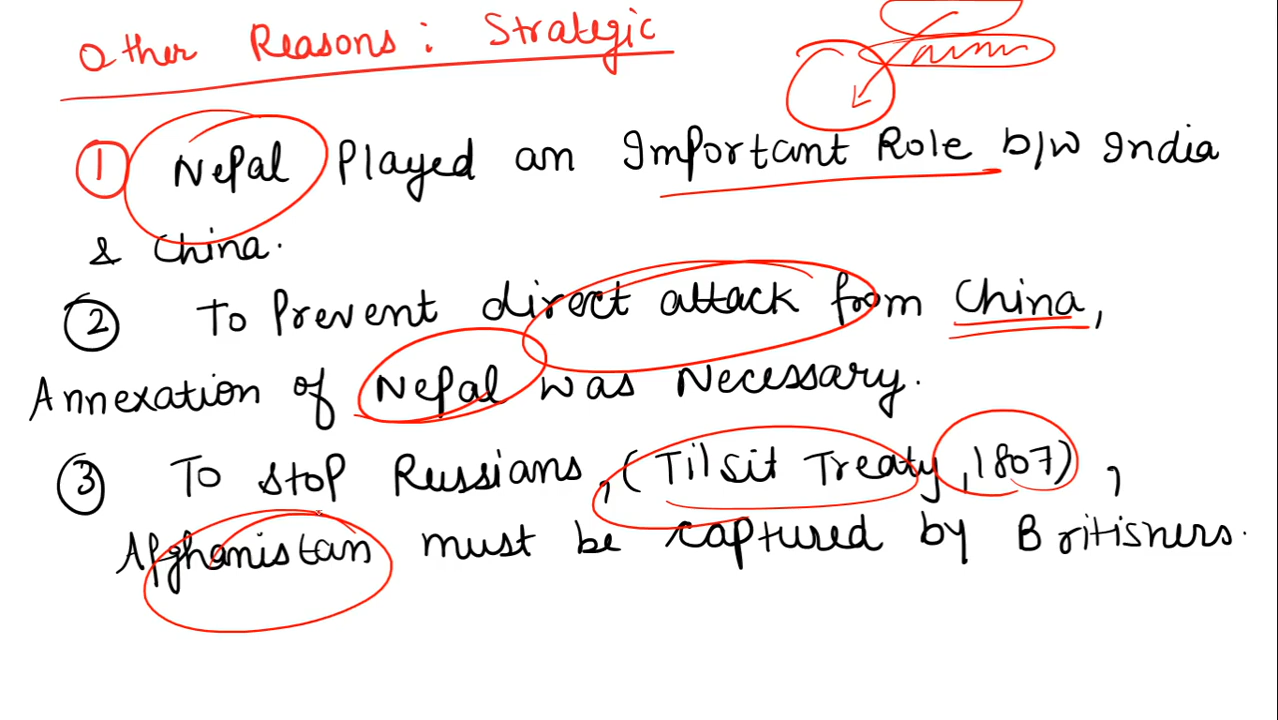 Other Reasons: Strategic
① Nepal Played an Important Role b/w India
& China.
② To Prevent direct attack from China,
Annexation of Nepal was Necessary.
③ To Stop Russians, (Tilsit Treaty, 1807),
Afghanistan must be captured by Britishers.